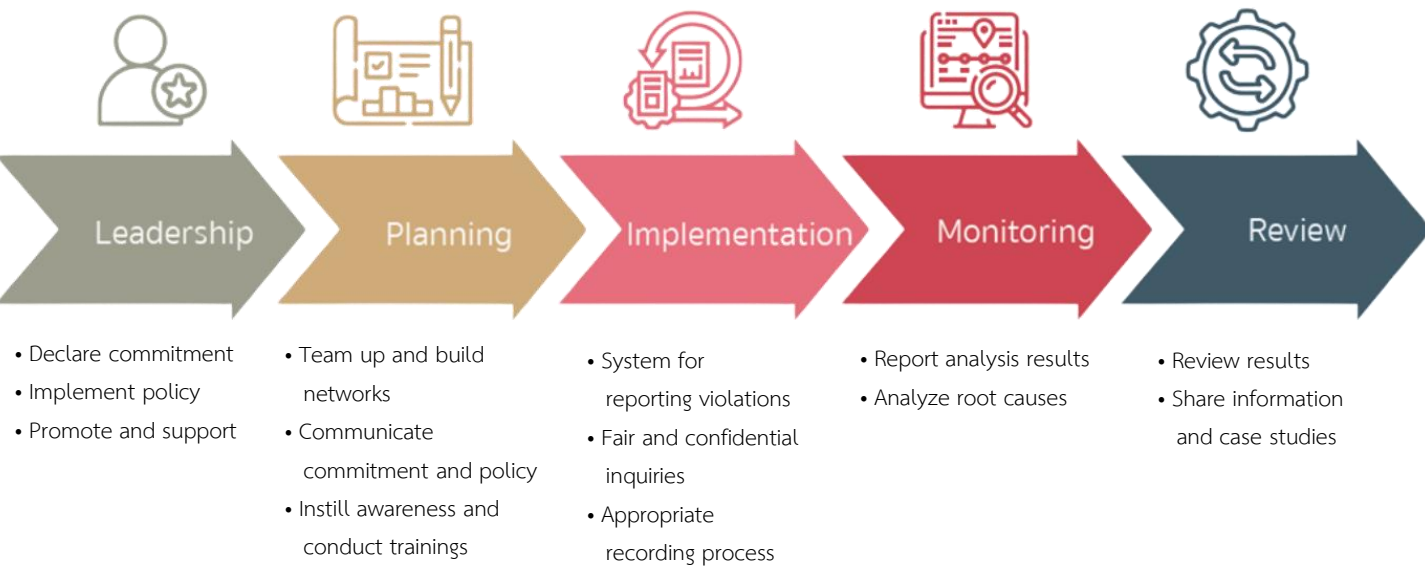 Leadership
Planning
Implementation
Monitoring
Review
• Declare commitment
• Implement policy
• Promote and support
• Team up and build
networks
• Communicate
commitment and policy
• Instill awareness and
conduct trainings
• System for
reporting violations
• Fair and confidential
inquiries
• Appropriate
recording process
• Report analysis results
• Analyze root causes
• Review results
• Share information
and case studies